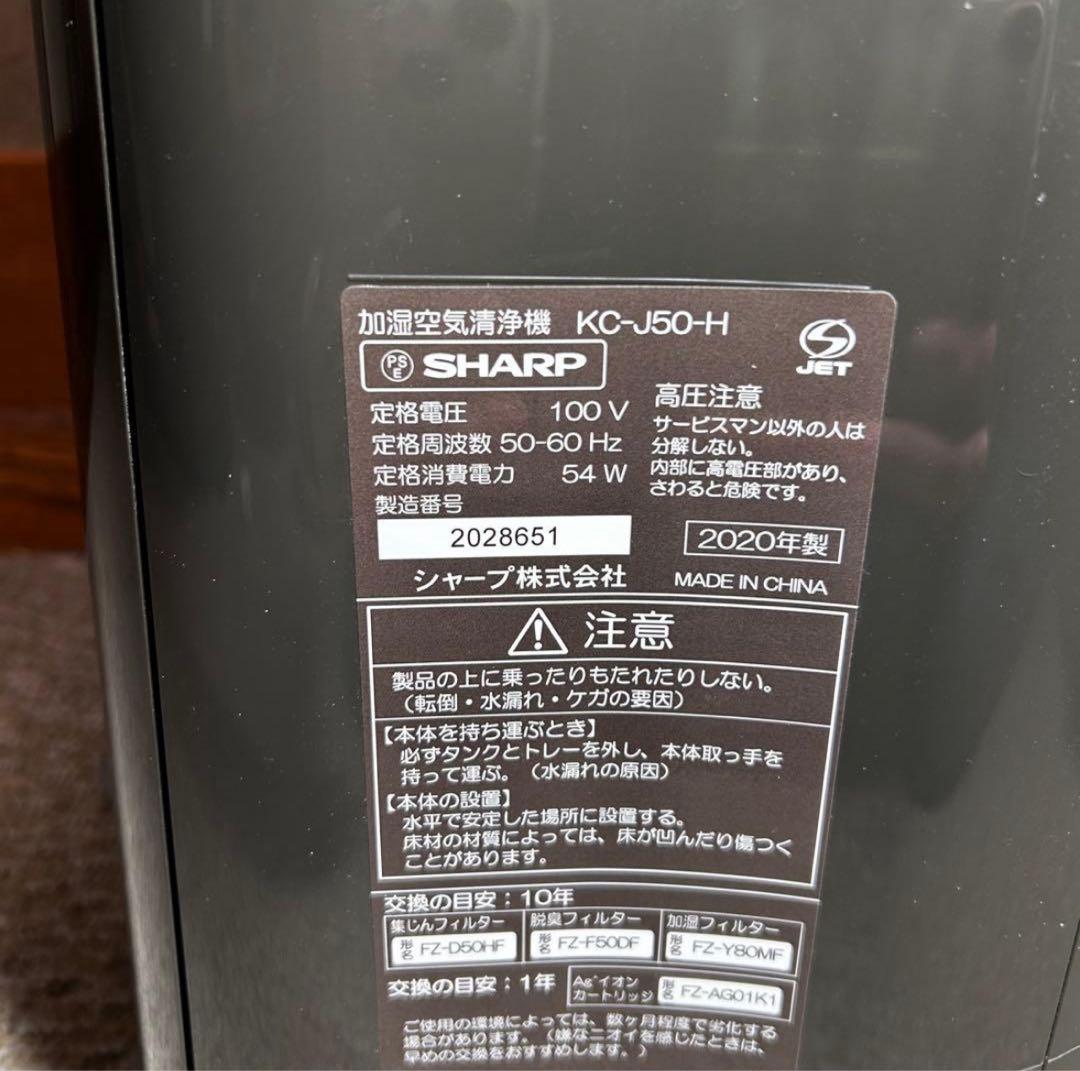 加湿空気清浄機 KC-J50-H
PSE SHARP
JET
定格電圧 100 V
定格周波数 50-60 Hz
定格消費電力 54 W
製造番号
2028651
シャープ株式会社
高圧注意
サービスマン以外の人は
分解しない。
内部に高電圧部があり、
さわると危険です。
2020年製
MADE IN CHINA
注意
製品の上に乗ったりもたれたりしない。
（転倒・水漏れ・ケガの要因）
【本体を持ち運ぶとき】
必ずタンクとトレーを外し、本体取っ手を
持って運ぶ。（水漏れの原因）
【本体の設置】
水平で安定した場所に設置する。
床材の材質によっては、床が凹んだり傷つく
ことがあります。
交換の目安：10年
集じんフィルター
形名 FZ-D50HF
脱臭フィルター
形名 FZ-F50DF
加湿フィルター
形名 FZ-Y80MF
交換の目安：1年
Ag⁺イオン
カートリッジ
形名 FZ-AG01K1
ご使用の環境によっては、数ヶ月程度で劣化する
場合があります。（嫌なニオイを感じたときは、
早めの交換をおすすめします。）